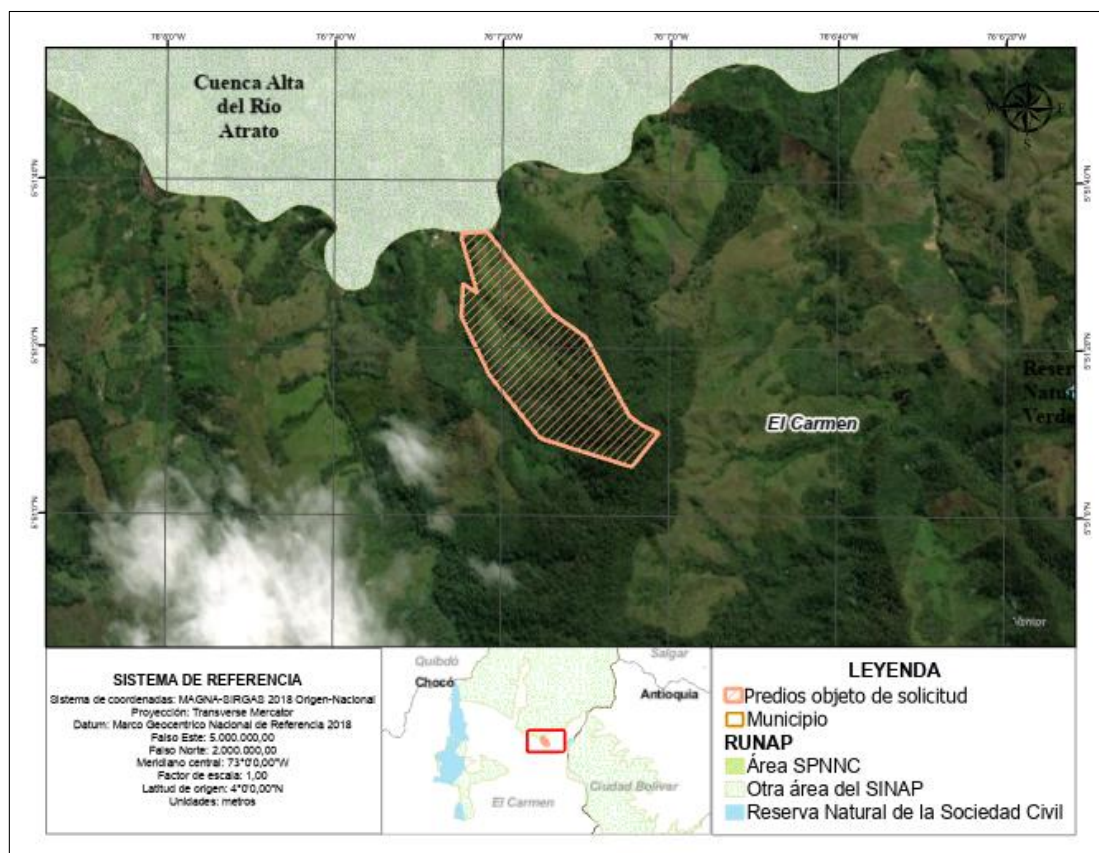 76°8'0"W 76°7'40"W 76°7'20"W 76°7'0"W 76°6'40"W 76°6'20"W
Cuenca Alta
del Río
Atrato
E
S
Reser
Natu
Verde
El Carmen
SISTEMA DE REFERENCIA
Sistema de coordenadas: MAGNA-SIRGAS 2018 Origen-Nacional
Proyección: Transverse Mercator
Datum: Marco Geocentrico Nacional de Referencia 2018
Falso Este: 5.000.000,00
Falso Norte: 2.000.000,00
Meridiano central: 73°0'0,00"W
Factor de escala: 1,00
Latitud de origen: 4°0'0,00"N
Unidades: metros
Quibdó
Chocó
Salgar
Antioquia
Ciudad Bolívar
El Carmen
LEYENDA
Predios objeto de solicitud
Municipio
RUNAP
Área SPNNC
Otra área del SINAP
Reserva Natural de la Sociedad Civil